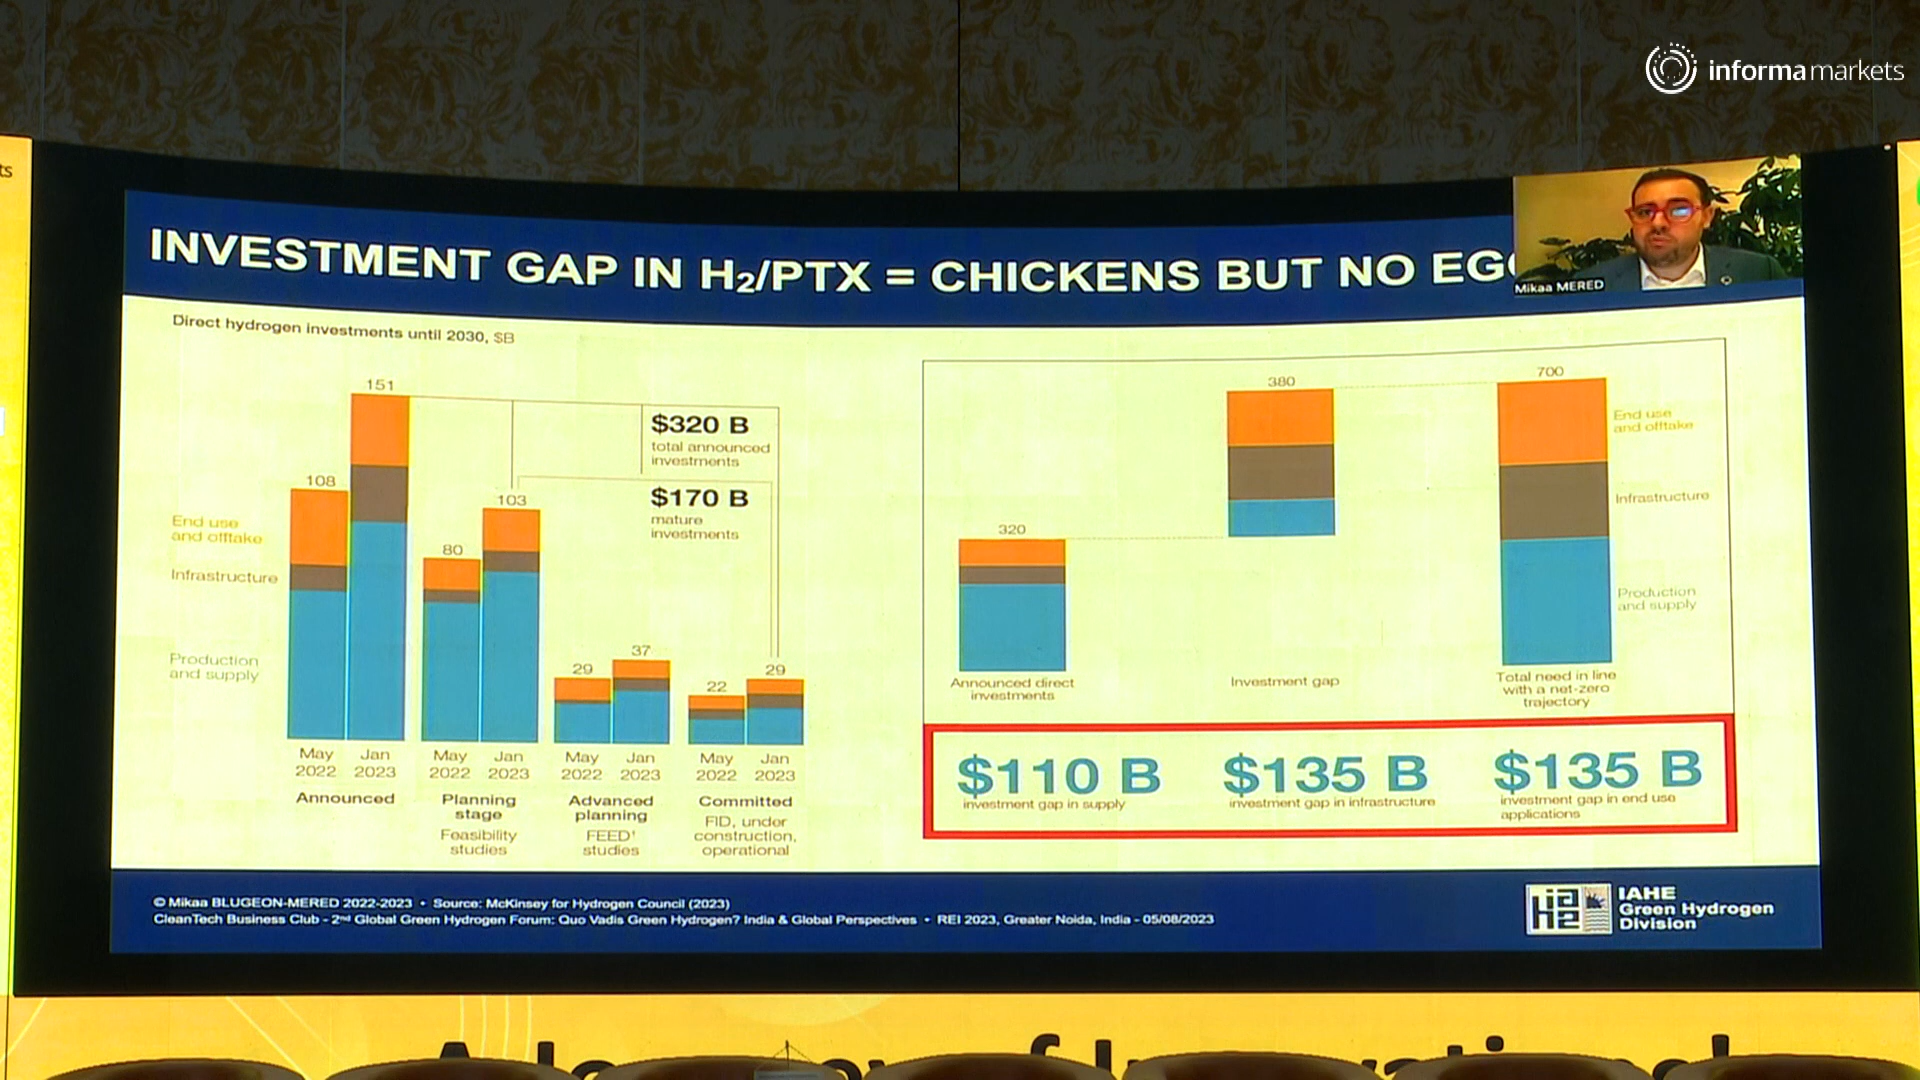 informa markets
ts
INVESTMENT GAP IN H₂/PTX = CHICKENS BUT NO
Mikaa MERED
Direct hydrogen investments until 2030, $B
151
108
103
80
29
37
22
29
$320 B
total announced
investments
$170 B
mature
investments
End use
and offtake
Infrastructure
Production
and supply
May
2022
Jan
2023
May
2022
Jan
2023
May
2022
Jan
2023
May
2022
Jan
2023
Announced
Planning
stage
Feasibility
studies
Advanced
planning
FEED¹
studies
Committed
FID, under
construction,
operational
320
380
700
End use
and offtake
Infrastructure
Production
and supply
Announced direct
investments
Investment gap
Total need in line
with a net-zero
trajectory
$110 B
investment gap in supply
$135 B
investment gap in infrastructure
$135 B
investment gap in end use
applications
© Mikaa BLUGEON-MERED 2022-2023 • Source: McKinsey for Hydrogen Council (2023)
CleanTech Business Club - 2ⁿᵈ Global Green Hydrogen Forum: Quo Vadis Green Hydrogen? India & Global Perspectives • REI 2023, Greater Noida, India - 05/08/2023
IAHE
Green Hydrogen
Division